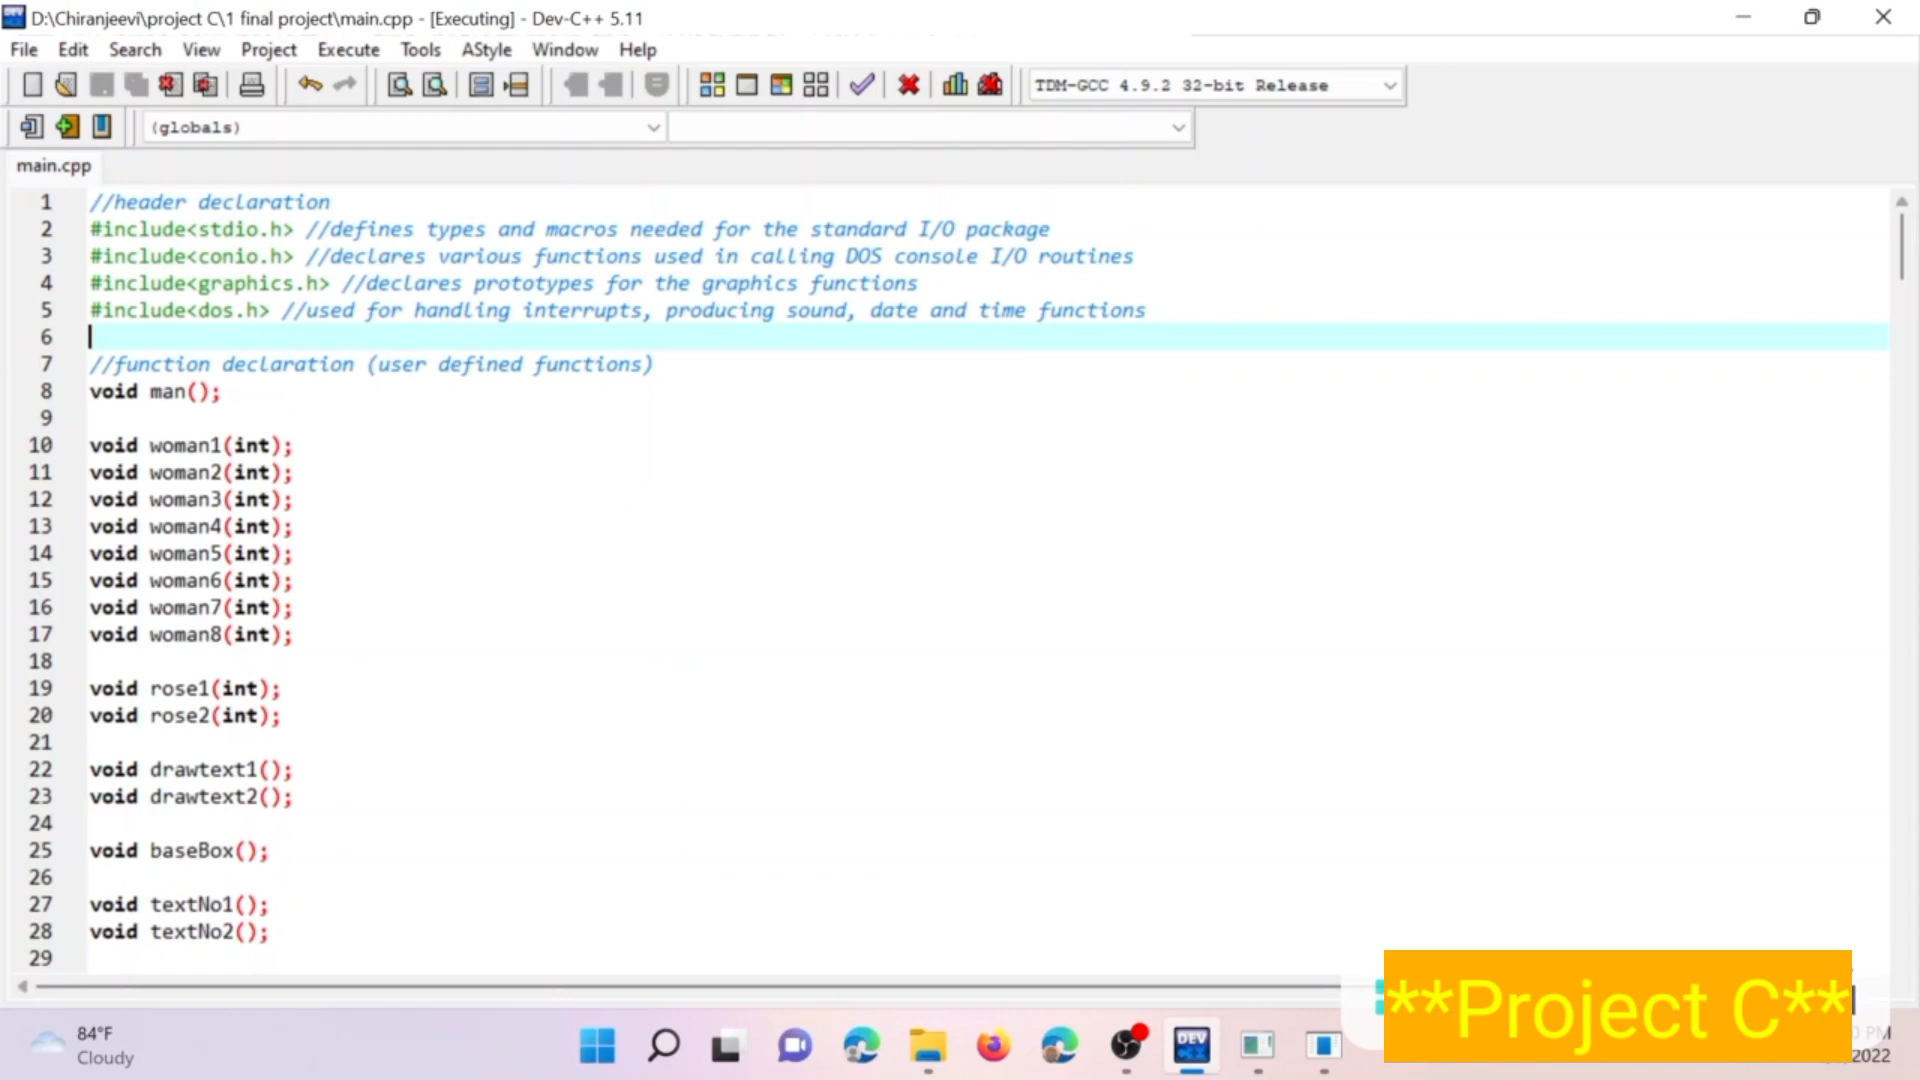 D:\Chiranjeevi\project C\1 final project\main.cpp - [Executing] - Dev-C++ 5.11
File Edit Search View Project Execute Tools AStyle Window Help
TDM-GCC 4.9.2 32-bit Release
(globals)
main.cpp
1 //header declaration
2 #include<stdio.h> //defines types and macros needed for the standard I/O package
3 #include<conio.h> //declares various functions used in calling DOS console I/O routines
4 #include<graphics.h> //declares prototypes for the graphics functions
5 #include<dos.h> //used for handling interrupts, producing sound, date and time functions
6
7 //function declaration (user defined functions)
8 void man();
9
10 void woman1(int);
11 void woman2(int);
12 void woman3(int);
13 void woman4(int);
14 void woman5(int);
15 void woman6(int);
16 void woman7(int);
17 void woman8(int);
18
19 void rose1(int);
20 void rose2(int);
21
22 void drawtext1();
23 void drawtext2();
24
25 void baseBox();
26
27 void textNo1();
28 void textNo2();
29
**Project C**
84°F
Cloudy
DEV
C++
PM
2022